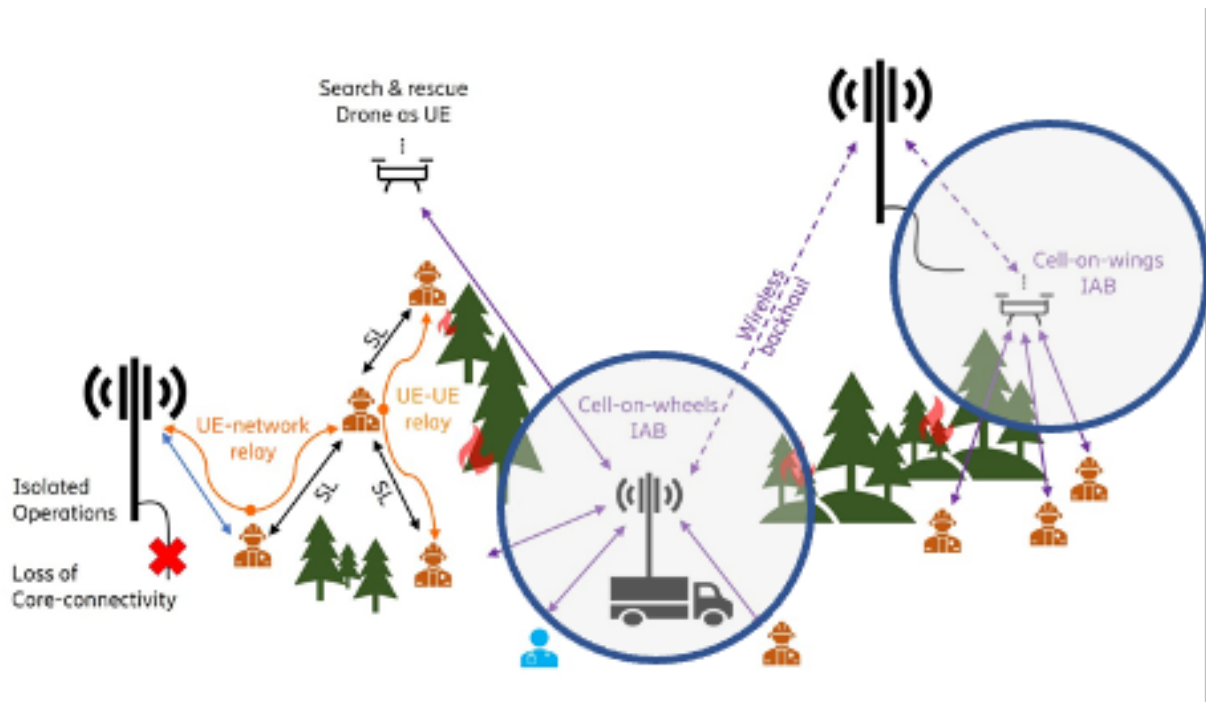 Search & rescue
Drone as UE
Cell-on-wings
IAB
Wireless
backhaul
SL
UE-UE
relay
Cell-on-wheels
IAB
UE-network
relay
SL
SL
Isolated
Operations
Loss of
Core-connectivity